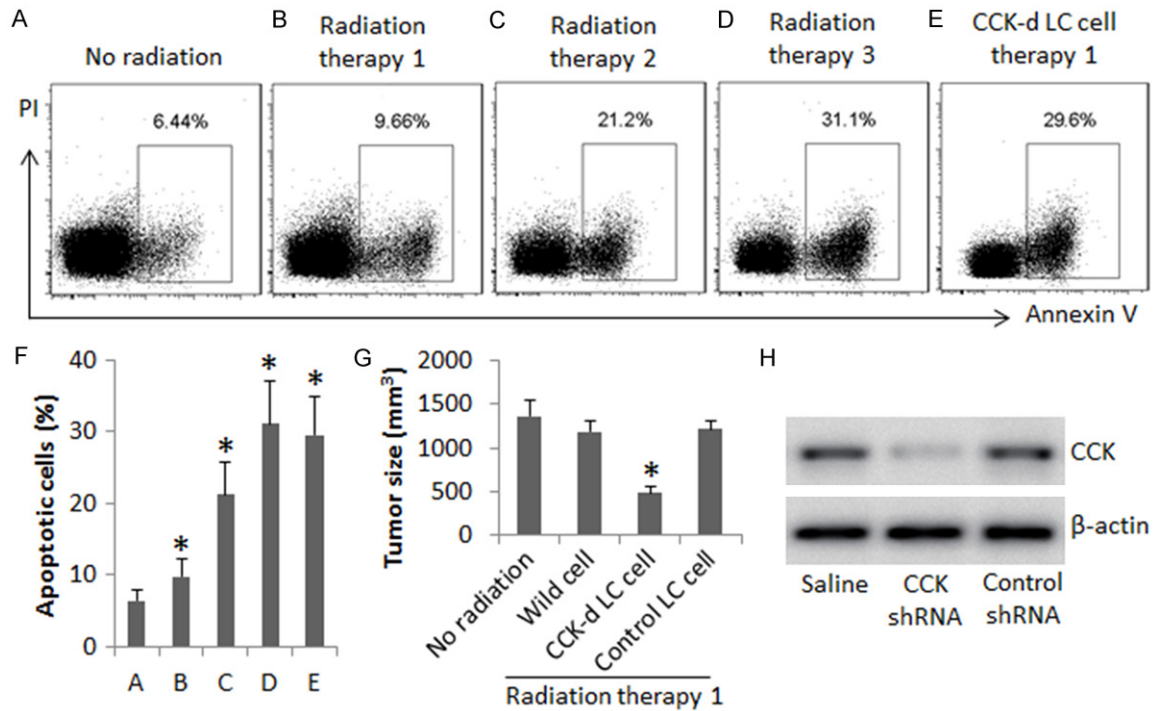 A
No radiation
B
Radiation
therapy 1
C
Radiation
therapy 2
D
Radiation
therapy 3
E
CCK-d LC cell
therapy 1
PI
6.44%
9.66%
21.2%
31.1%
29.6%
Annexin V
F
Apoptotic cells (%)
40
30
20
10
0
*
*
*
*
A B C D E
G
Tumor size (mm³)
2000
1500
1000
500
0
*
No radiation
Wild cell
CCK-d LC cell
Control LC cell
Radiation therapy 1
H
CCK
β-actin
Saline
CCK
shRNA
Control
shRNA